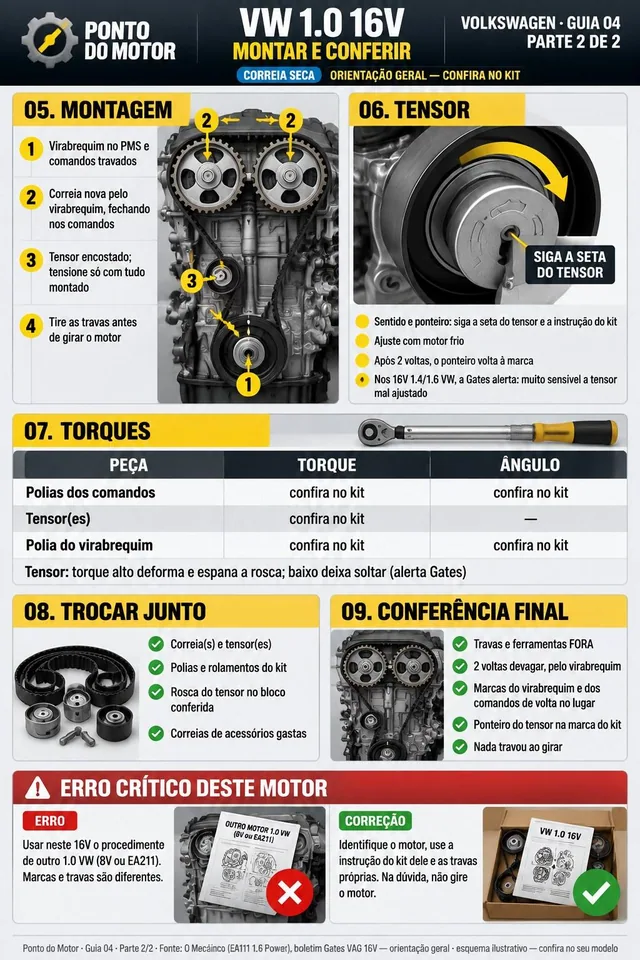 PONTO
DO MOTOR
VW 1.0 16V
MONTAR E CONFERIR
CORREIA SECA
ORIENTAÇÃO GERAL — CONFIRA NO KIT
VOLKSWAGEN · GUIA 04
PARTE 2 DE 2
05. MONTAGEM
1
Virabrequim no PMS e
comandos travados
2
Correia nova pelo
virabrequim, fechando
nos comandos
3
Tensor encostado;
tensione só com tudo
montado
4
Tire as travas antes
de girar o motor
2
2
3
1
06. TENSOR
SIGA A SETA
DO TENSOR
Sentido e ponteiro: siga a seta do tensor e a instrução do kit
Ajuste com motor frio
Após 2 voltas, o ponteiro volta à marca
Nos 16V 1.4/1.6 VW, a Gates alerta: muito sensível a tensor
mal ajustado
07. TORQUES
PEÇA TORQUE ÂNGULO
Polias dos comandos confira no kit confira no kit
Tensor(es) confira no kit —
Polia do virabrequim confira no kit confira no kit
Tensor: torque alto deforma e espana a rosca; baixo deixa soltar (alerta Gates)
08. TROCAR JUNTO
Correia(s) e tensor(es)
Polias e rolamentos do kit
Rosca do tensor no bloco
conferida
Correias de acessórios gastas
09. CONFERÊNCIA FINAL
Travas e ferramentas FORA
2 voltas devagar, pelo virabrequim
Marcas do virabrequim e dos
comandos de volta no lugar
Ponteiro do tensor na marca do kit
Nada travou ao girar
ERRO CRÍTICO DESTE MOTOR
ERRO
Usar neste 16V o procedimento
de outro 1.0 VW (8V ou EA211).
Marcas e travas são diferentes.
OUTRO MOTOR 1.0 VW
(8V ou EA211)
CORREÇÃO
Identifique o motor, use a
instrução do kit dele e as travas
próprias. Na dúvida, não gire
o motor.
VW 1.0 16V
Ponto do Motor · Guia 04 · Parte 2/2 · Fonte: O Mecânico (EA111 1.6 Power), boletim Gates VAG 16V — orientação geral · esquema ilustrativo — confira no seu modelo